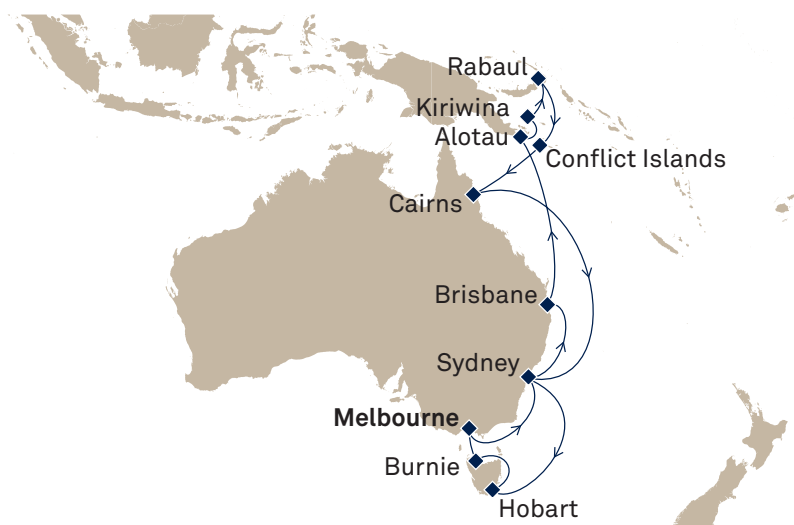 Rabaul
Kiriwina
Alotau
Conflict Islands
Cairns
Brisbane
Sydney
Melbourne
Burnie
Hobart